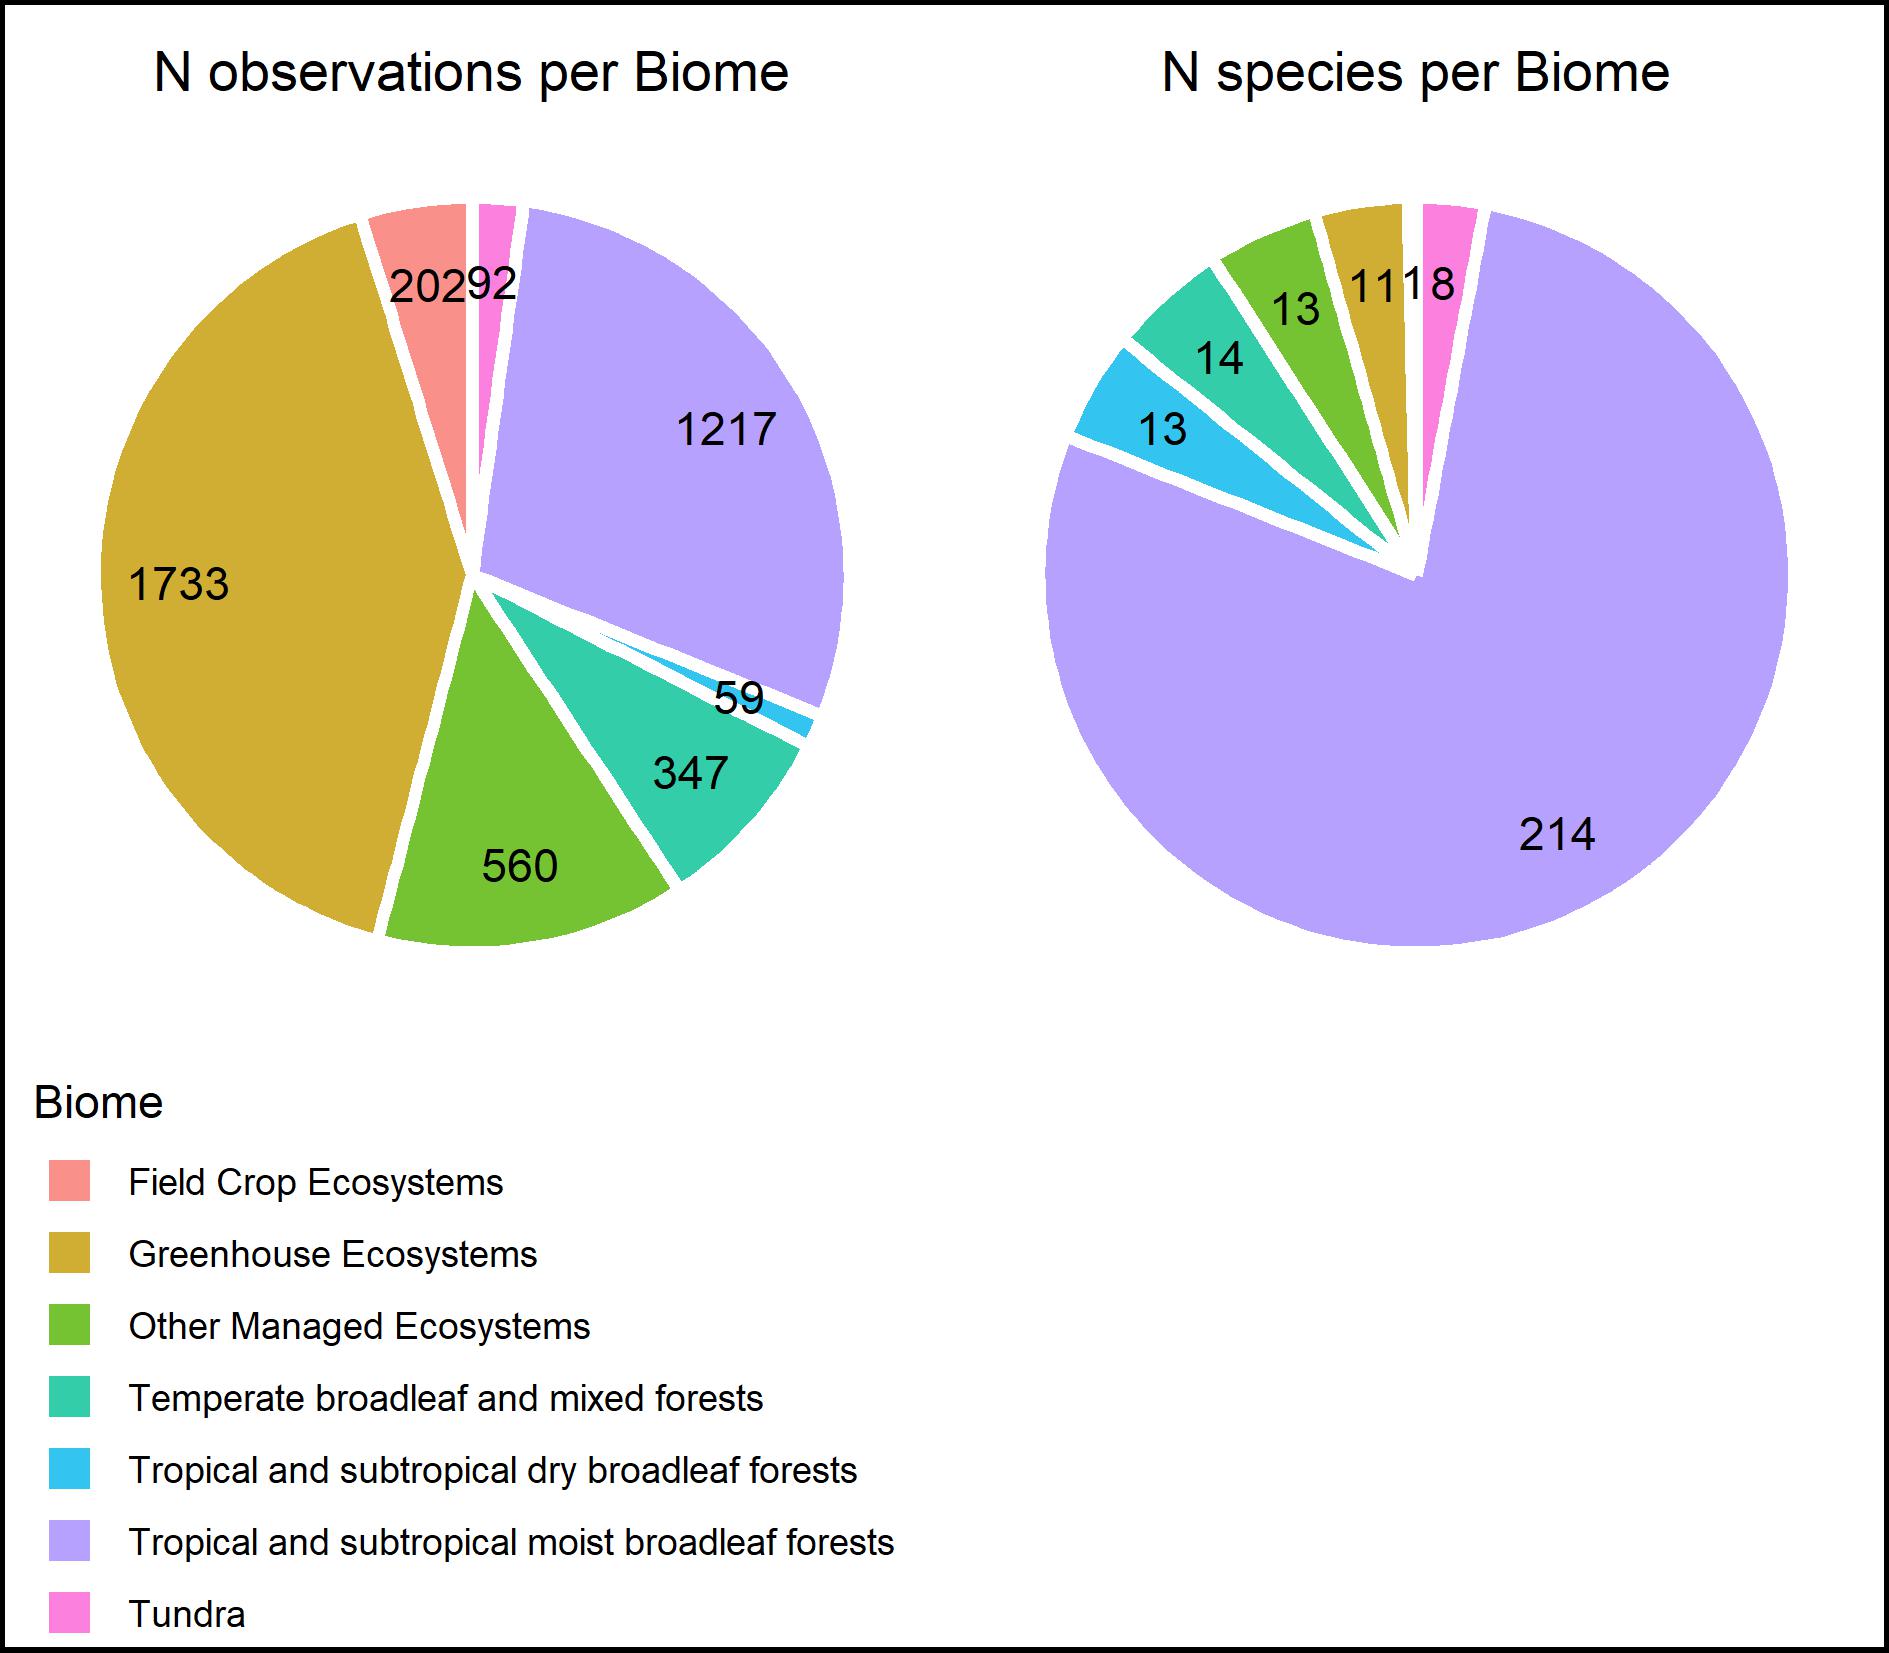 N observations per Biome
N species per Biome
202
92
1217
1733
59
347
560
11
1
8
13
14
13
214
Biome
Field Crop Ecosystems
Greenhouse Ecosystems
Other Managed Ecosystems
Temperate broadleaf and mixed forests
Tropical and subtropical dry broadleaf forests
Tropical and subtropical moist broadleaf forests
Tundra